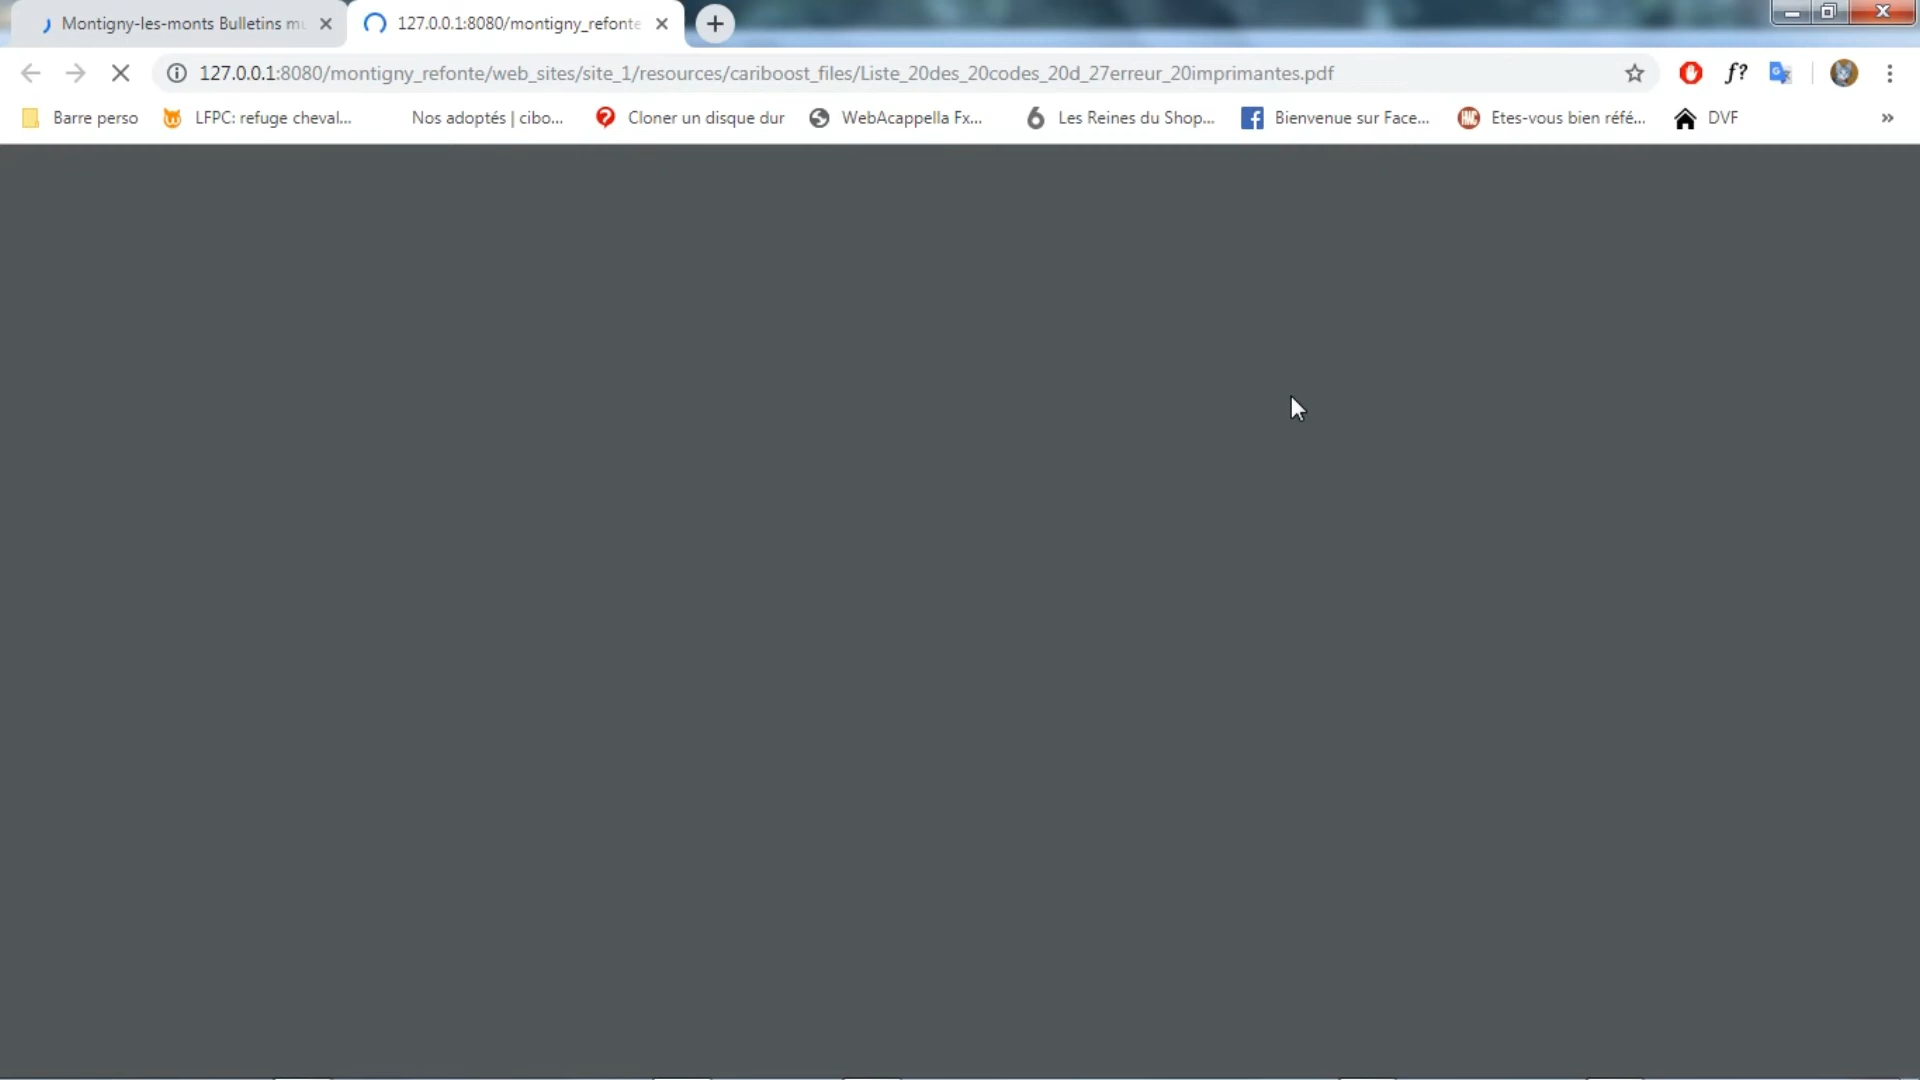 Montigny-les-monts Bulletins mu
127.0.0.1:8080/montigny_refonte
127.0.0.1:8080/montigny_refonte/web_sites/site_1/resources/cariboost_files/Liste_20des_20codes_20d_27erreur_20imprimantes.pdf
f?
Barre perso
LFPC: refuge cheval...
Nos adoptés | cibo...
Cloner un disque dur
WebAcappella Fx...
6 Les Reines du Shop...
Bienvenue sur Face...
Etes-vous bien réfé...
DVF
»